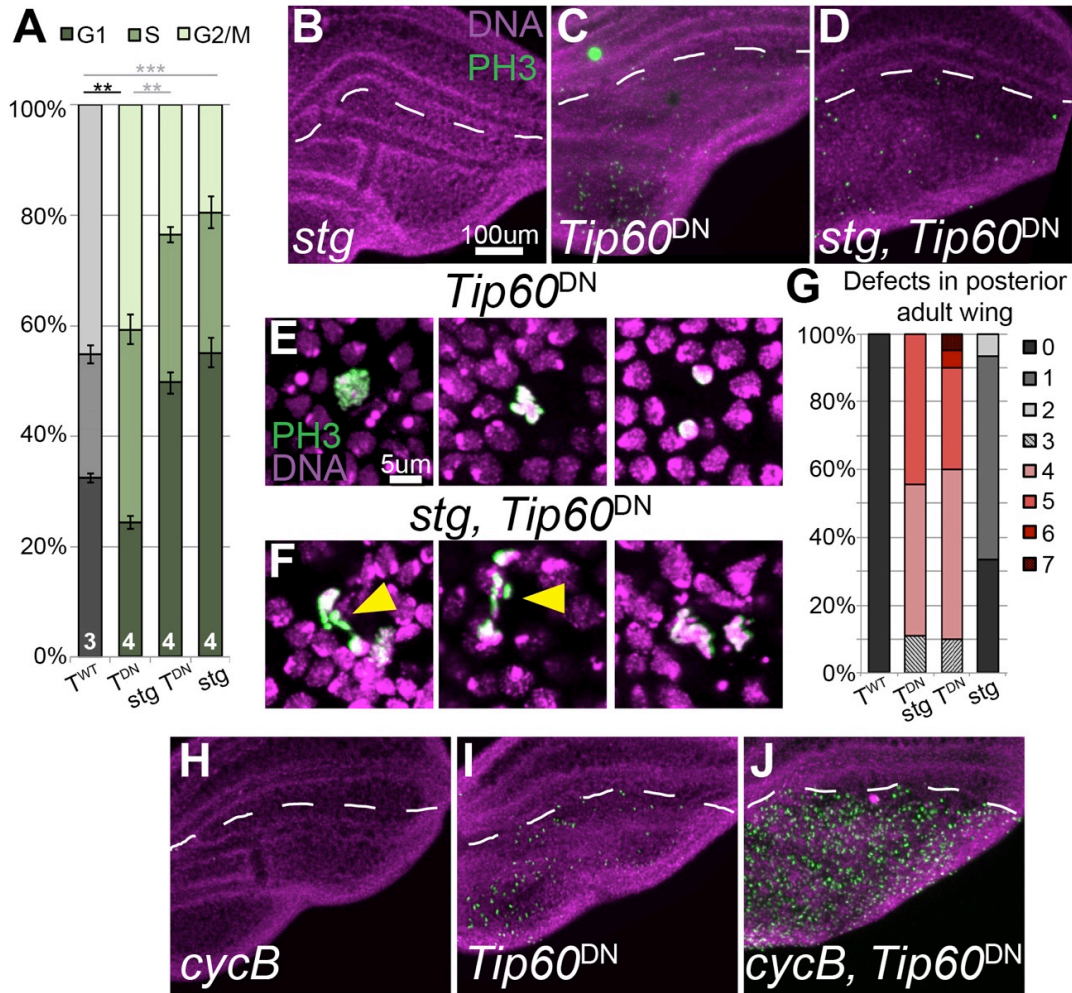 A
G1 S G2/M
***
** **
100%
80%
60%
40%
20%
0%
3 4 4 4
T^WT T^DN T^DN stg
stg
B
stg
100um
DNA
PH3
C
Tip60^DN
D
stg, Tip60^DN
Tip60^DN
E
PH3
DNA
5um
stg, Tip60^DN
F
G
Defects in posterior
adult wing
100%
80%
60%
40%
20%
0%
0
1
2
3
4
5
6
7
T^WT T^DN T^DN stg
stg
H
cycB
I
Tip60^DN
J
cycB, Tip60^DN